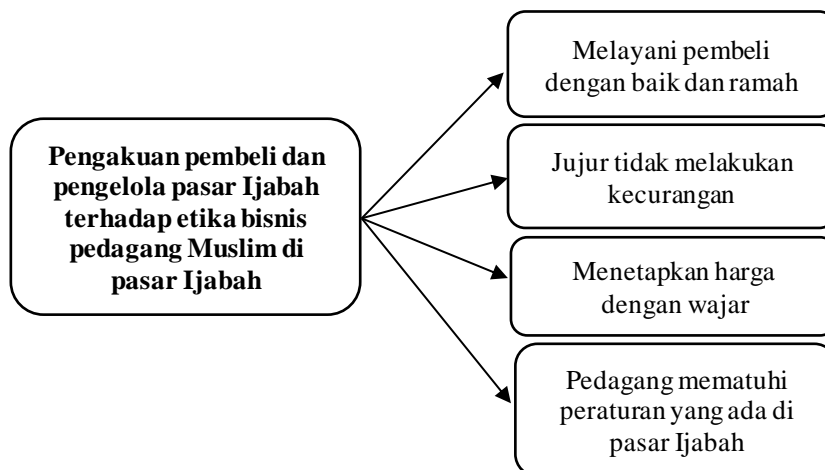 Pengakuan pembeli dan
pengelola pasar Ijabah
terhadap etika bisnis
pedagang Muslim di
pasar Ijabah
Melayani pembeli
dengan baik dan ramah
Jujur tidak melakukan
kecurangan
Menetapkan harga
dengan wajar
Pedagang mematuhi
peraturan yang ada di
pasar Ijabah